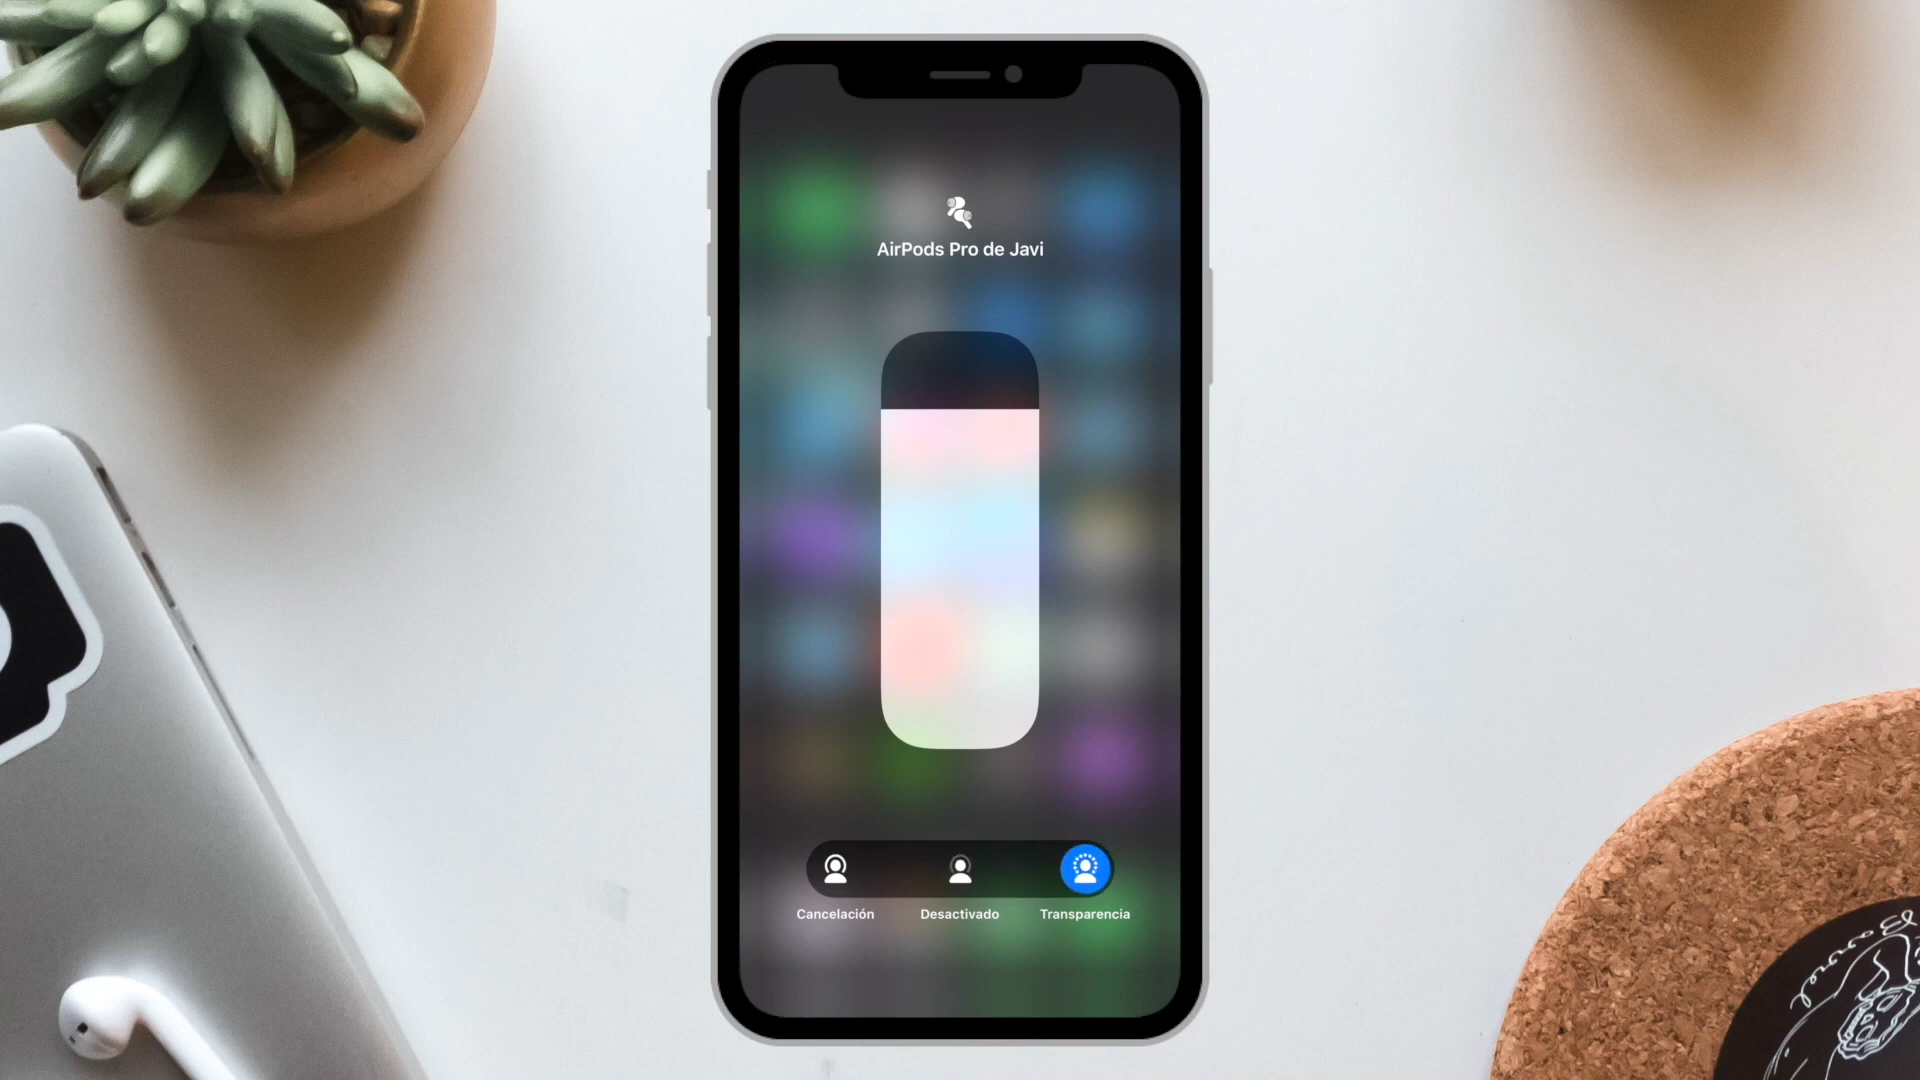 AirPods Pro de Javi
Cancelación
Desactivado
Transparencia